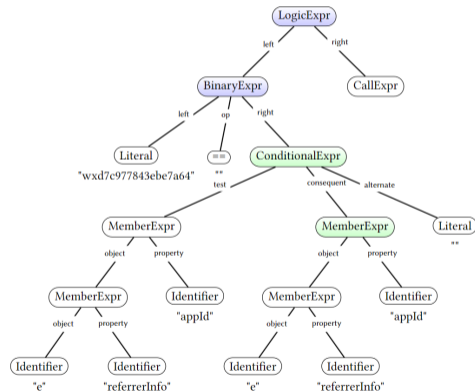 LogicExpr
left right
BinaryExpr CallExpr
left op right
Literal == ConditionalExpr
"wxd7c977843ebe7a64" ""
test consequent alternate
MemberExpr MemberExpr Literal
""
object property object property
MemberExpr Identifier MemberExpr Identifier
"appId" "appId"
object property object property
Identifier Identifier Identifier Identifier
"e" "referrerInfo" "e" "referrerInfo"